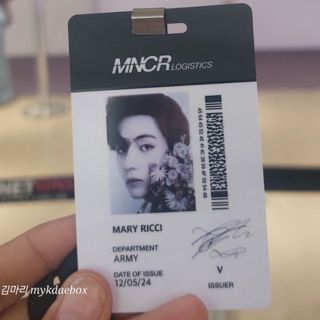 MNCR LOGISTICS
MARY RICCI
DEPARTMENT
ARMY
DATE OF ISSUE
12/05/24
V
ISSUER
김마리 mykdaebox